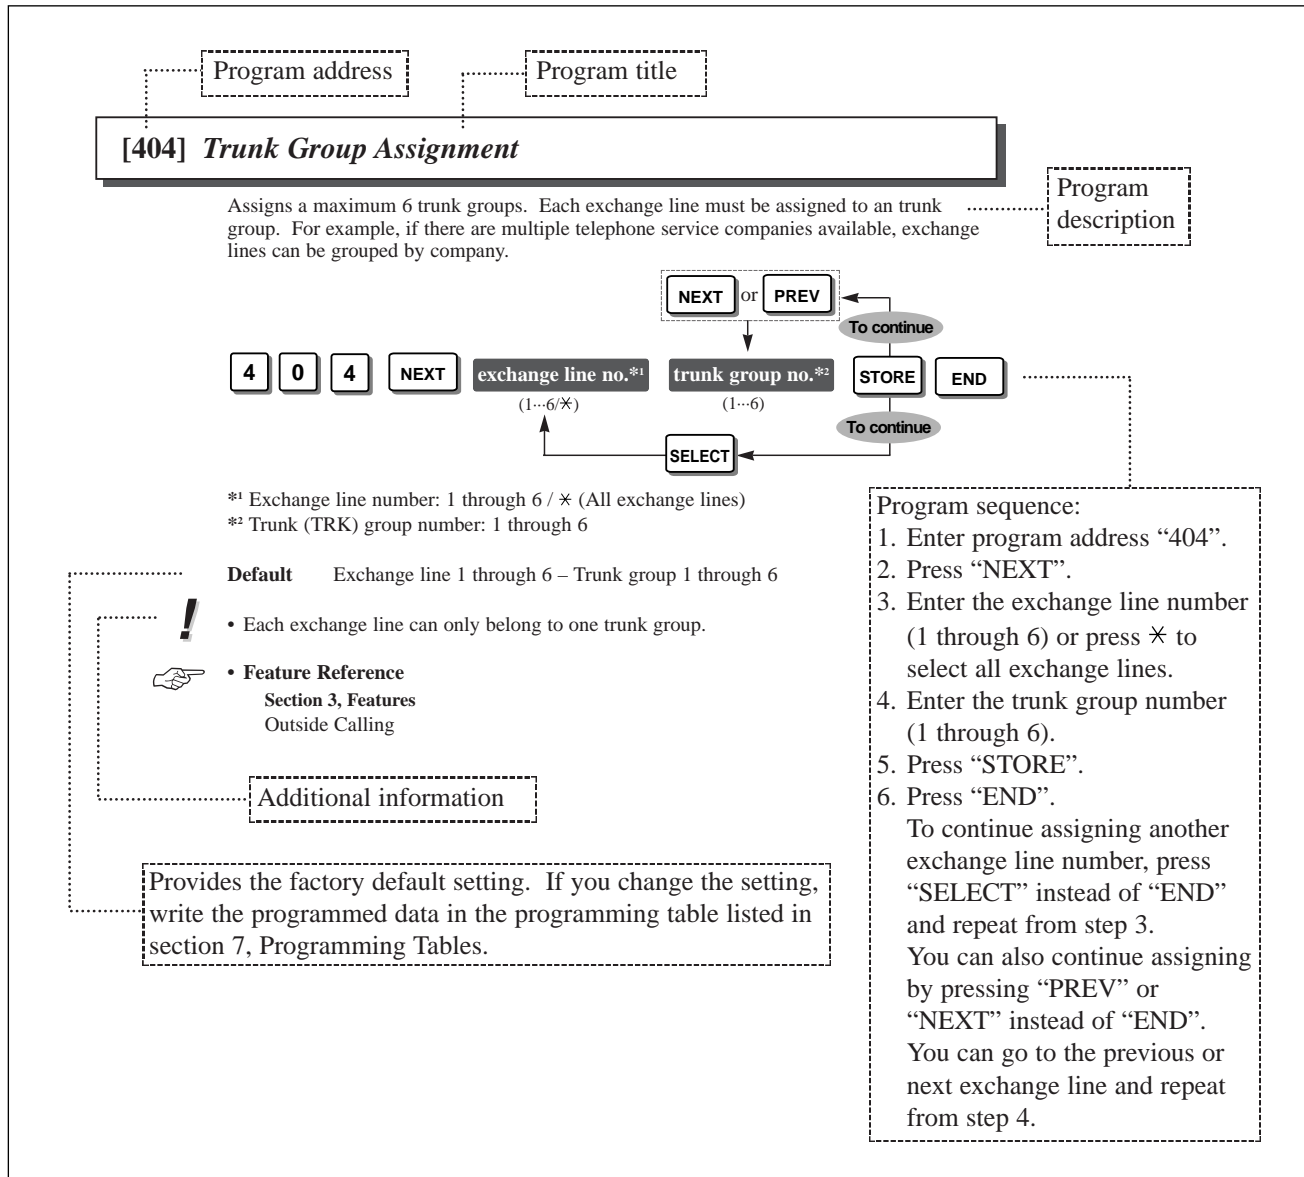 Program address
Program title
[404] Trunk Group Assignment
Program
description
Assigns a maximum 6 trunk groups. Each exchange line must be assigned to an trunk
group. For example, if there are multiple telephone service companies available, exchange
lines can be grouped by company.
NEXT or PREV
To continue
4 0 4 NEXT exchange line no.*1 trunk group no.*2 STORE END
(1···6/✳) (1···6)
To continue
SELECT
*1 Exchange line number: 1 through 6 / ✳ (All exchange lines)
*2 Trunk (TRK) group number: 1 through 6
Default Exchange line 1 through 6 – Trunk group 1 through 6
!
• Each exchange line can only belong to one trunk group.
• Feature Reference
Section 3, Features
Outside Calling
Additional information
Provides the factory default setting. If you change the setting,
write the programmed data in the programming table listed in
section 7, Programming Tables.
Program sequence:
1. Enter program address “404”.
2. Press “NEXT”.
3. Enter the exchange line number
(1 through 6) or press ✳ to
select all exchange lines.
4. Enter the trunk group number
(1 through 6).
5. Press “STORE”.
6. Press “END”.
To continue assigning another
exchange line number, press
“SELECT” instead of “END”
and repeat from step 3.
You can also continue assigning
by pressing “PREV” or
“NEXT” instead of “END”.
You can go to the previous or
next exchange line and repeat
from step 4.